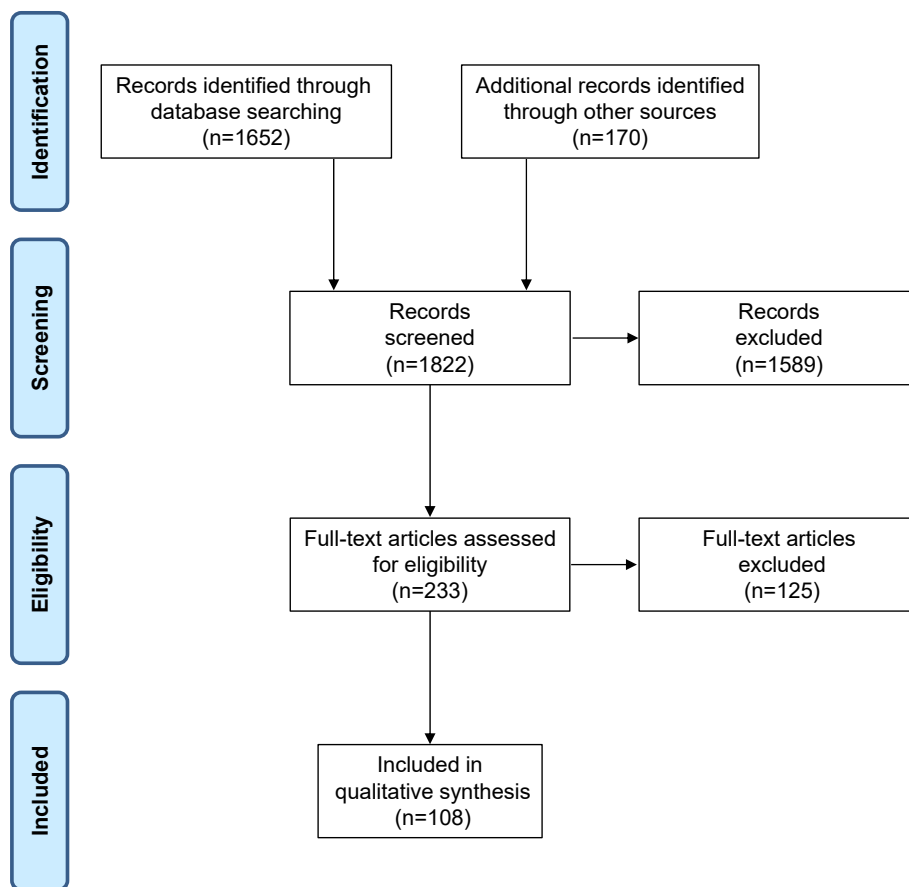 Identification
Records identified through
database searching
(n=1652)
Additional records identified
through other sources
(n=170)
Screening
Records
screened
(n=1822)
Records
excluded
(n=1589)
Eligibility
Full-text articles assessed
for eligibility
(n=233)
Full-text articles
excluded
(n=125)
Included
Included in
qualitative synthesis
(n=108)